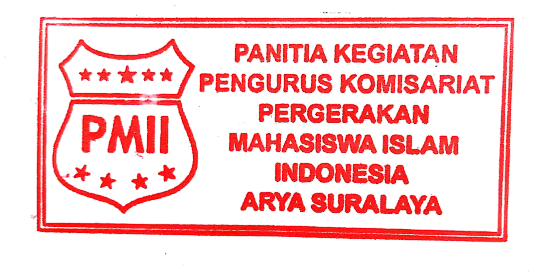 PMII
PANITIA KEGIATAN
PENGURUS KOMISARIAT
PERGERAKAN
MAHASISWA ISLAM
INDONESIA
ARYA SURALAYA